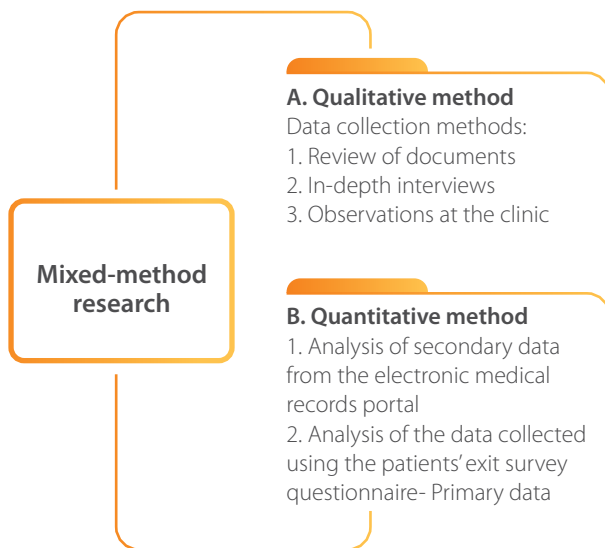 Mixed-method
research
A. Qualitative method
Data collection methods:
1. Review of documents
2. In-depth interviews
3. Observations at the clinic
B. Quantitative method
1. Analysis of secondary data
from the electronic medical
records portal
2. Analysis of the data collected
using the patients’ exit survey
questionnaire- Primary data